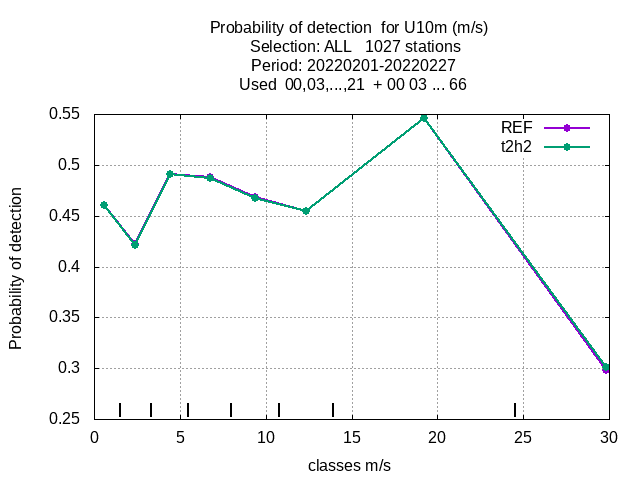 Probability of detection  for U10m (m/s)
Selection: ALL   1027 stations
Period: 20220201-20220227
Used  00,03,...,21  + 00 03 ... 66
REF
t2h2
Probability of detection
0.55
0.5
0.45
0.4
0.35
0.3
0.25
0 5 10 15 20 25 30
classes m/s